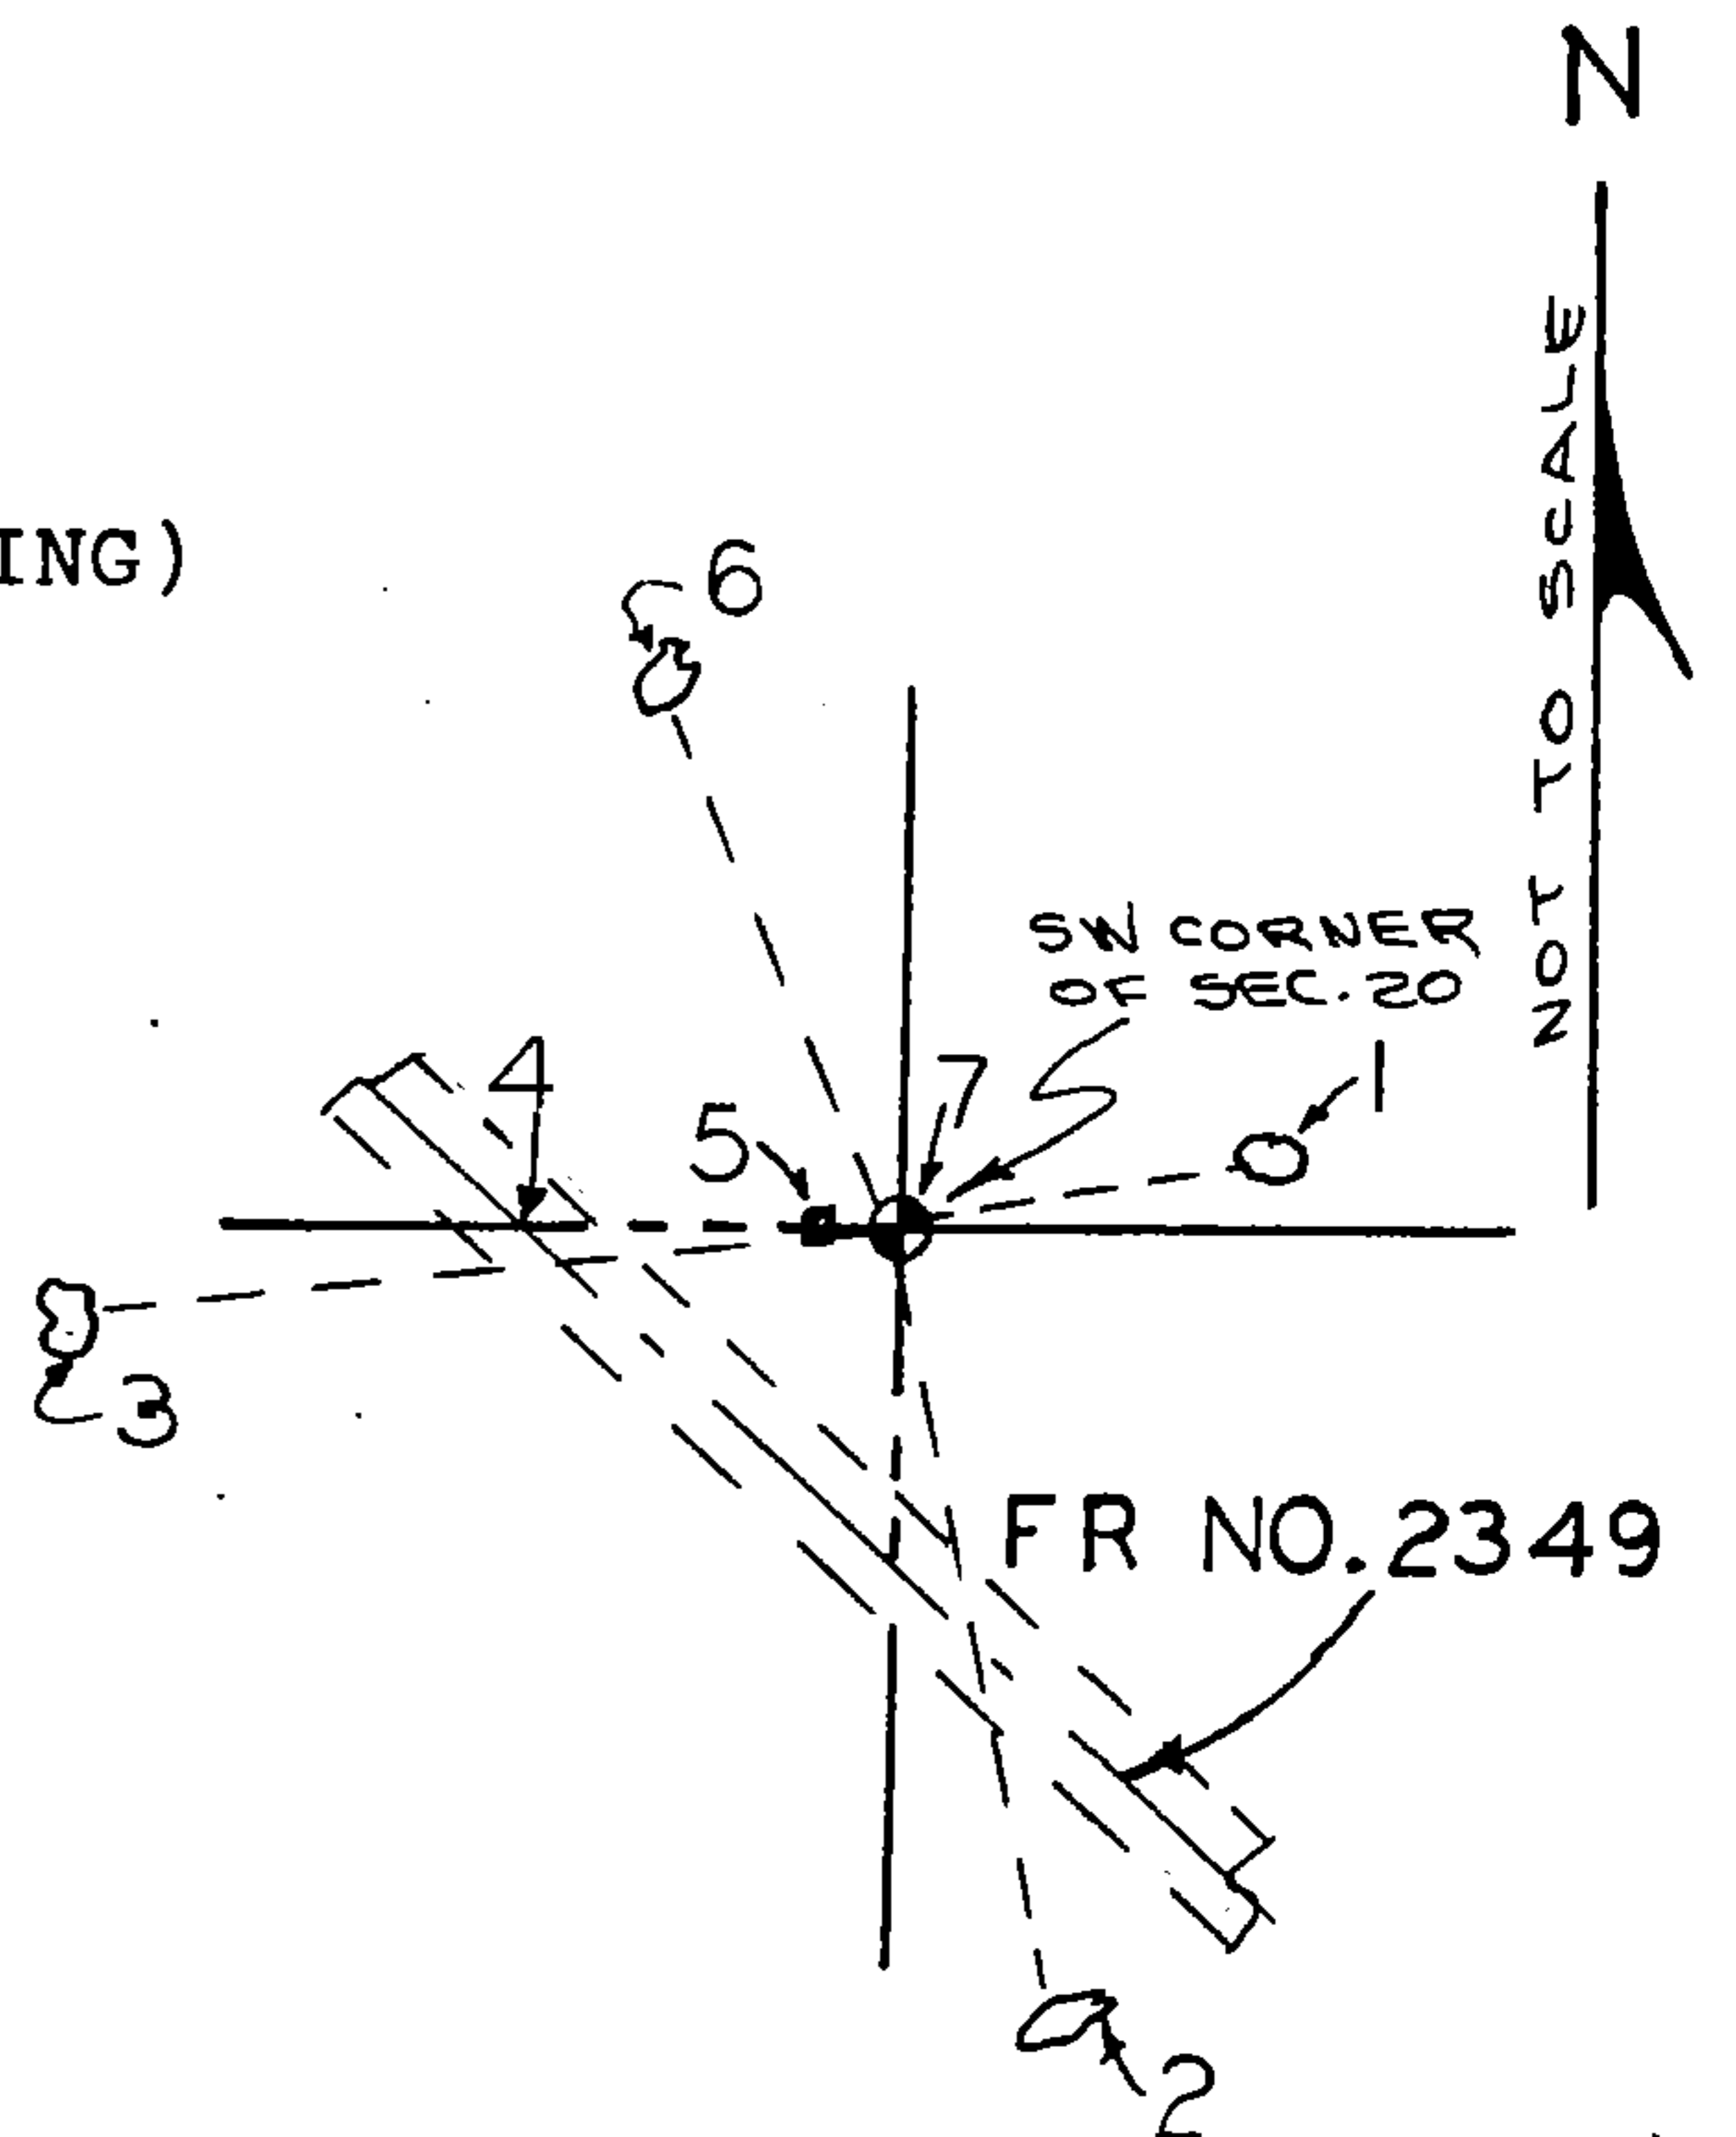 N
NOT TO SCALE
ING)
6
SW CORNER
OF SEC. 20
1
7
4
5
3
FR NO. 2349
2